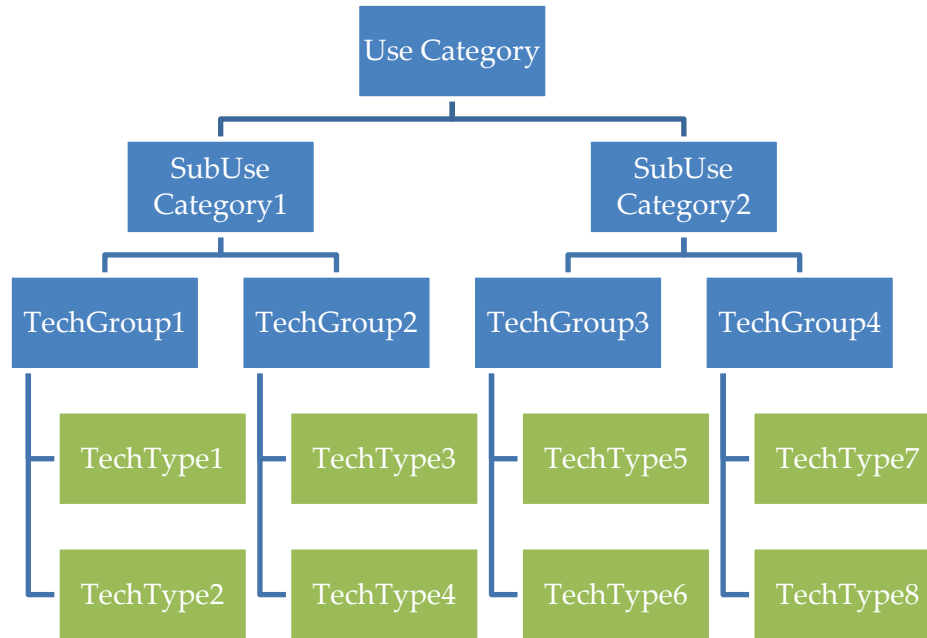 Use Category
SubUse
Category1
SubUse
Category2
TechGroup1
TechGroup2
TechGroup3
TechGroup4
TechType1
TechType3
TechType5
TechType7
TechType2
TechType4
TechType6
TechType8